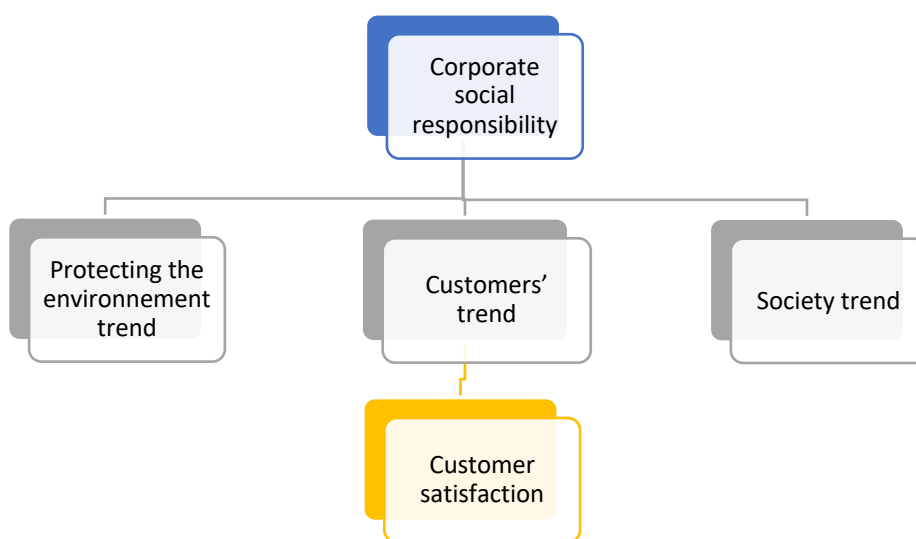 Corporate
social
responsibility
Protecting the
environnement
trend
Customers’
trend
Society trend
Customer
satisfaction